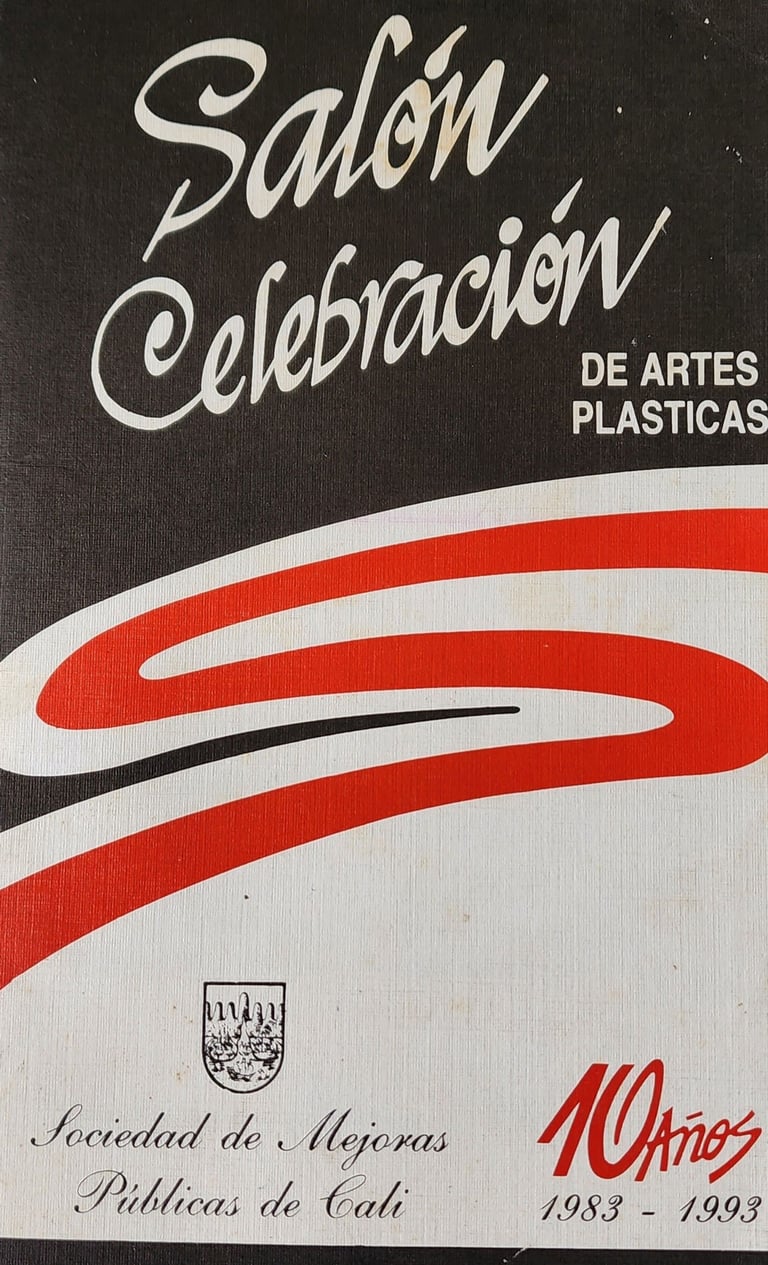 Salón
Celebración
DE ARTES
PLASTICAS
Sociedad de Mejoras
Públicas de Cali
10 Años
1983 - 1993